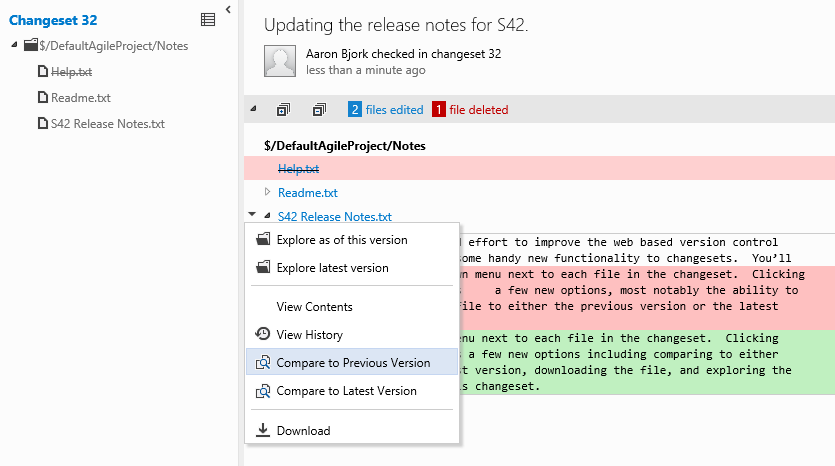 Changeset 32
$/DefaultAgileProject/Notes
Help.txt
Readme.txt
S42 Release Notes.txt
Updating the release notes for S42.
Aaron Bjork checked in changeset 32
less than a minute ago
2 files edited 1 file deleted
$/DefaultAgileProject/Notes
Help.txt
Readme.txt
S42 Release Notes.txt
effort to improve the web based version control
some handy new functionality to changesets. You'll
menu next to each file in the changeset. Clicking
a few new options, most notably the ability to
file to either the previous version or the latest
menu next to each file in the changeset. Clicking
a few new options including comparing to either
version, downloading the file, and exploring the
changeset.
Explore as of this version
Explore latest version
View Contents
View History
Compare to Previous Version
Compare to Latest Version
Download